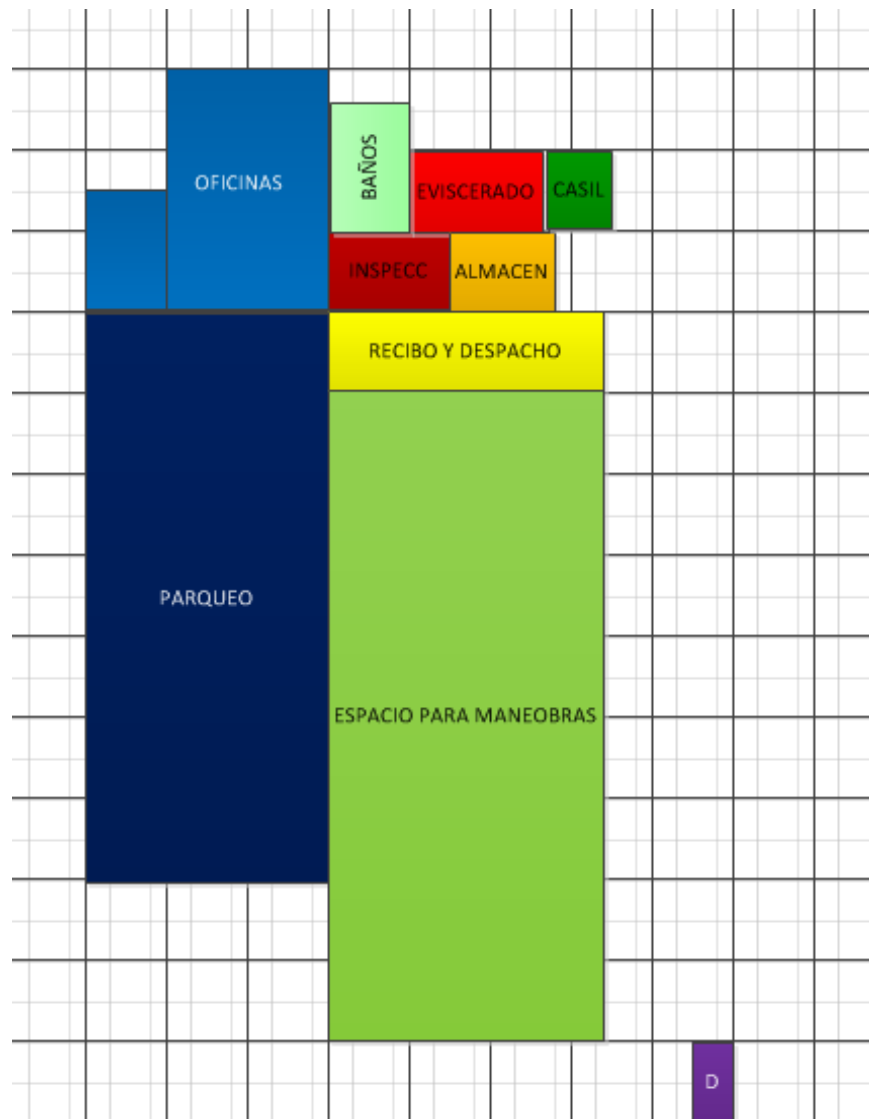 OFICINAS
BAÑOS
EVISCERADO
CASIL
INSPECC
ALMACEN
RECIBO Y DESPACHO
PARQUEO
ESPACIO PARA MANEOBRAS
D